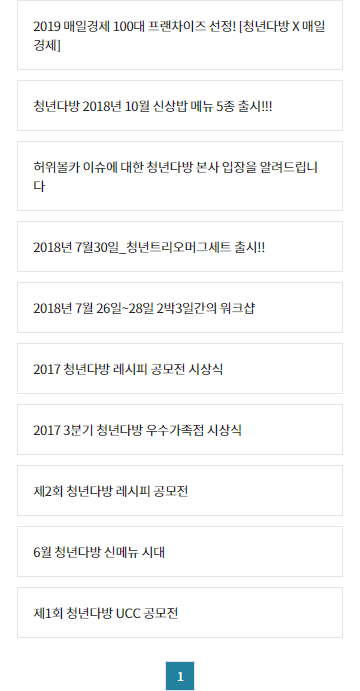 2019 매일경제 100대 프랜차이즈 선정! [청년다방 X 매일
경제]
청년다방 2018년 10월 신상밥 메뉴 5종 출시!!!
허위몰카 이슈에 대한 청년다방 본사 입장을 알려드립니
다
2018년 7월30일_청년트리오머그세트 출시!!
2018년 7월 26일~28일 2박3일간의 워크샵
2017 청년다방 레시피 공모전 시상식
2017 3분기 청년다방 우수가족점 시상식
제2회 청년다방 레시피 공모전
6월 청년다방 신메뉴 시대
제1회 청년다방 UCC 공모전
1